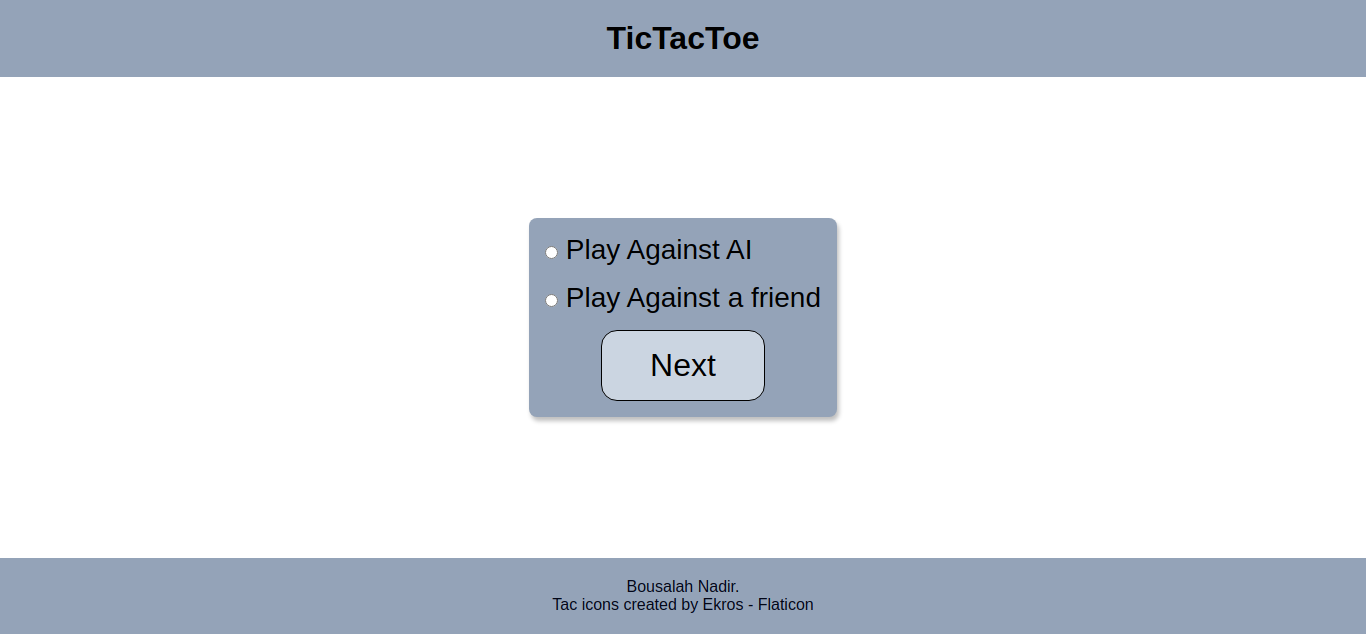 TicTacToe
Play Against AI
Play Against a friend
Next
Bousalah Nadir.
Tac icons created by Ekros - Flaticon